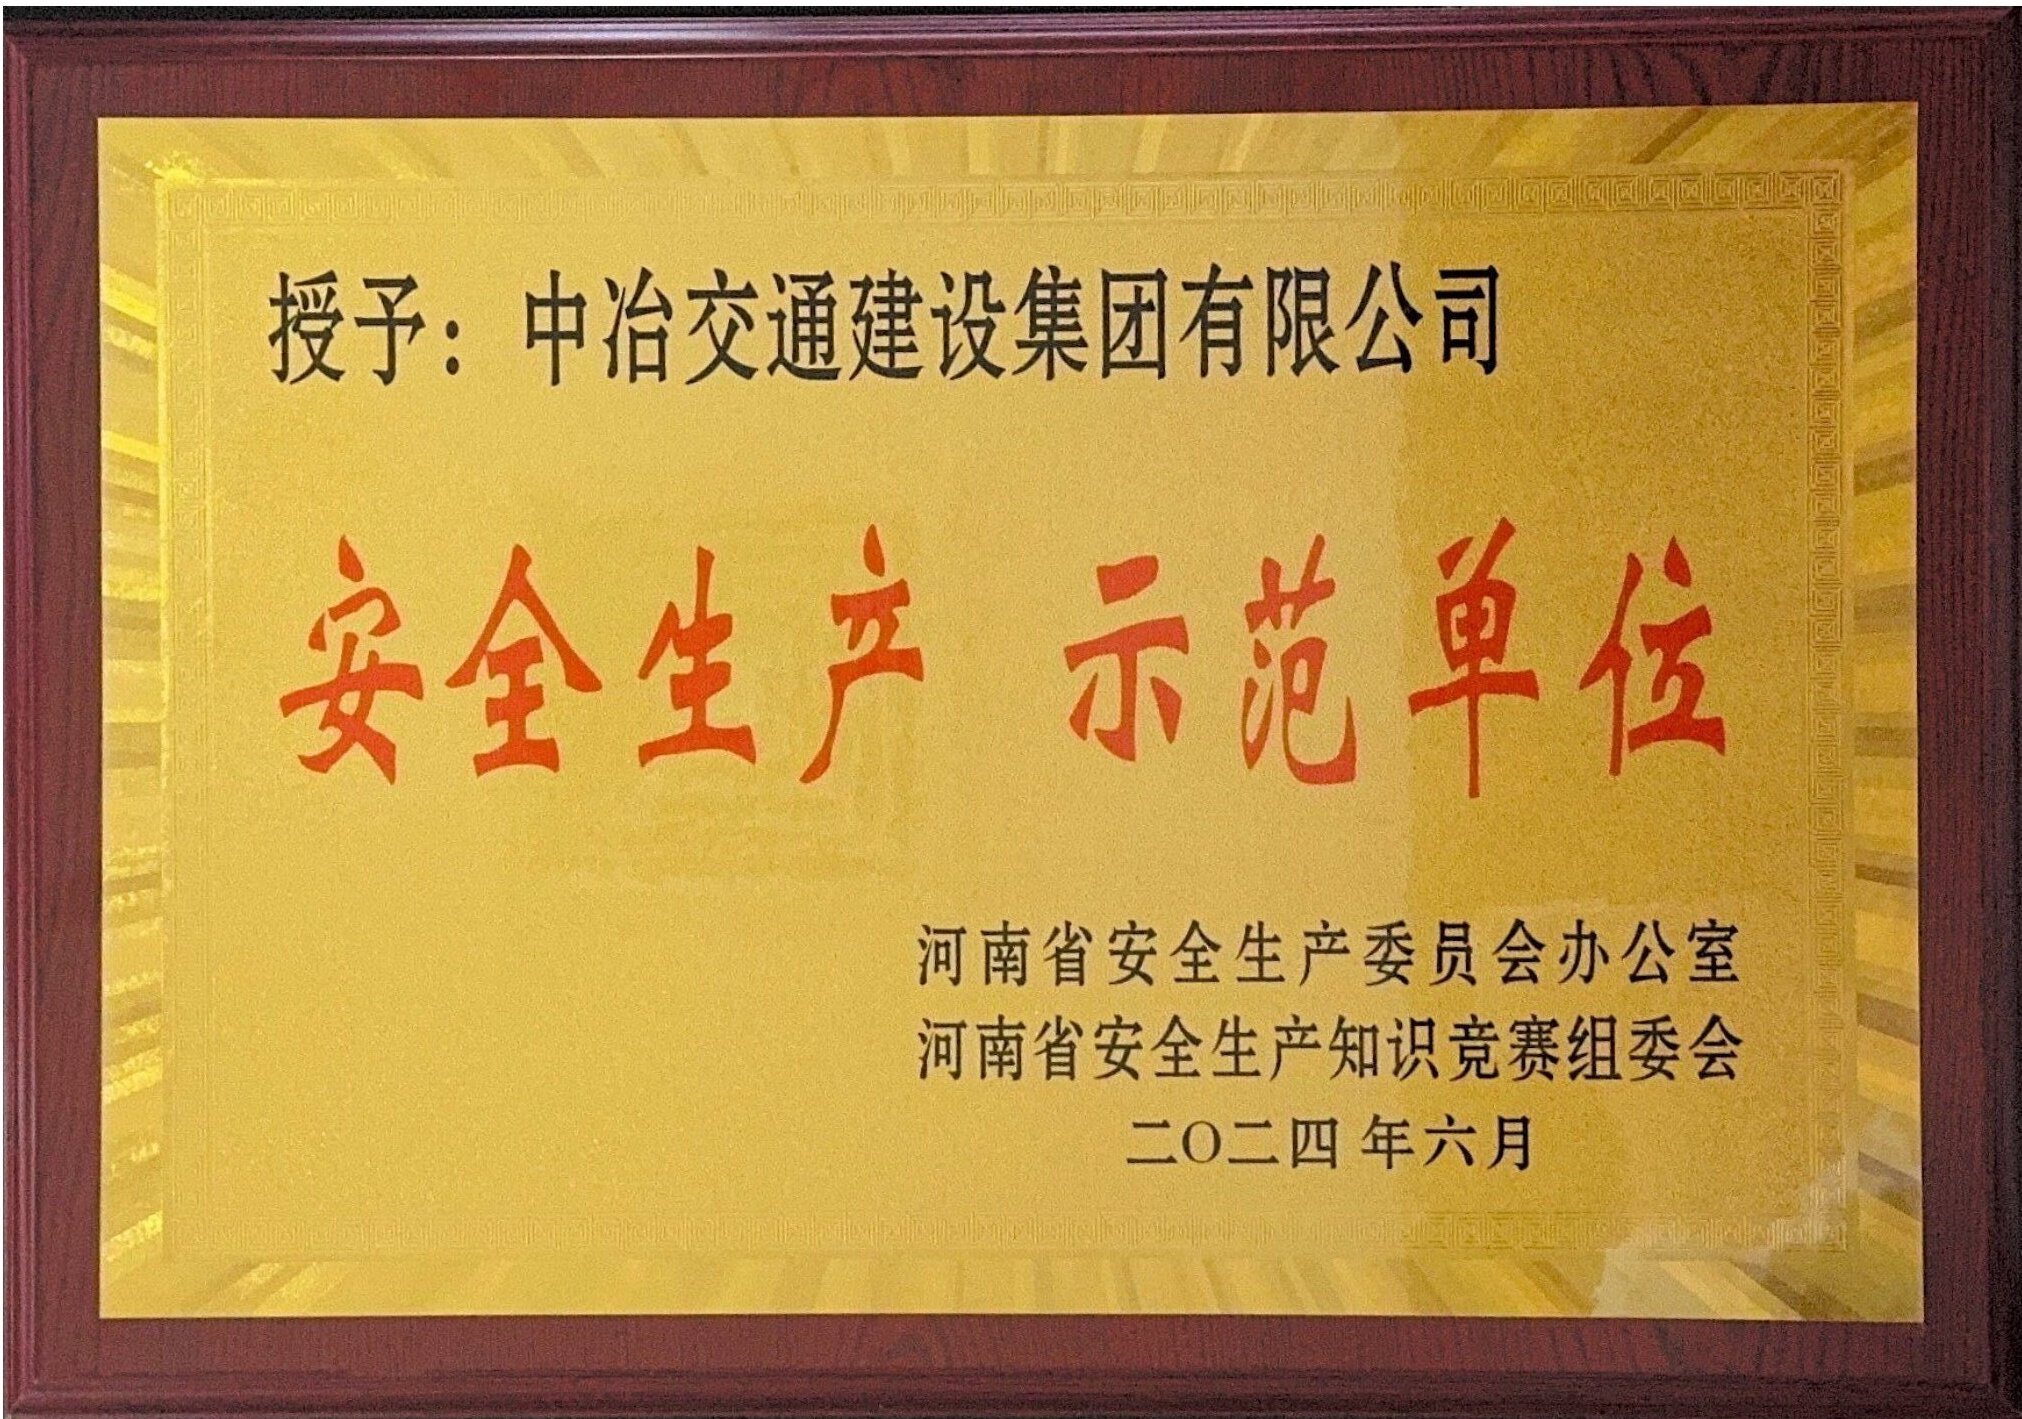 授予：中冶交通建设集团有限公司
安全生产 示范单位
河南省安全生产委员会办公室
河南省安全生产知识竞赛组委会
二〇二四年六月